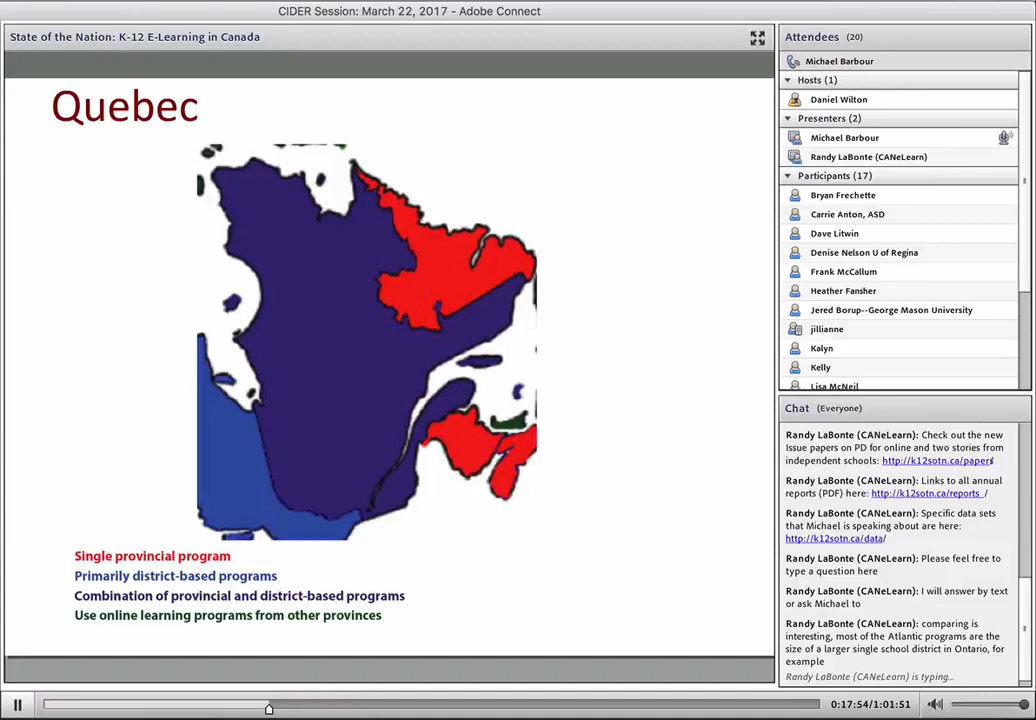 CIDER Session: March 22, 2017 - Adobe Connect
State of the Nation: K-12 E-Learning in Canada
Quebec
Single provincial program
Primarily district-based programs
Combination of provincial and district-based programs
Use online learning programs from other provinces
Attendees (20)
Michael Barbour
Hosts (1)
Daniel Wilton
Presenters (2)
Michael Barbour
Randy LaBonte (CANeLearn)
Participants (17)
Bryan Frechette
Carrie Anton, ASD
Dave Litwin
Denise Nelson U of Regina
Frank McCallum
Heather Fansher
Jered Borup--George Mason University
jillianne
Kalyn
Kelly
Lisa McNeil
Chat (Everyone)
Randy LaBonte (CANeLearn): Check out the new
Issue papers on PD for online and two stories from
independent schools: http://k12sotn.ca/papers
Randy LaBonte (CANeLearn): Links to all annual
reports (PDF) here: http://k12sotn.ca/reports /
Randy LaBonte (CANeLearn): Specific data sets
that Michael is speaking about are here:
http://k12sotn.ca/data/
Randy LaBonte (CANeLearn): Please feel free to
type a question here
Randy LaBonte (CANeLearn): I will answer by text
or ask Michael to
Randy LaBonte (CANeLearn): comparing is
interesting, most of the Atlantic programs are the
size of a larger single school district in Ontario, for
example
Randy LaBonte (CANeLearn) is typing...
0:17:54/1:01:51